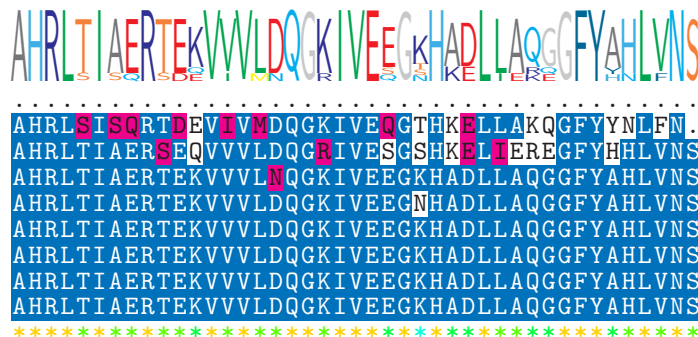 AHRLTIAERTEKVVVLDQGKIVEEGKHADLLAQGGFYAHLVNS
...........................................
AHRLSISQRTDEVIVMDQGKIVEQGTHKELLAKQGFYYNLFN.
AHRLTIAERSEQVVVLDQGRIVESGSHKELIEREGFYHHLVNS
AHRLTIAERTEKVVVLNQGKIVEEGKHADLLAQGGFYAHLVNS
AHRLTIAERTEKVVVLDQGKIVEEGNHADLLAQGGFYAHLVNS
AHRLTIAERTEKVVVLDQGKIVEEGKHADLLAQGGFYAHLVNS
AHRLTIAERTEKVVVLDQGKIVEEGKHADLLAQGGFYAHLVNS
AHRLTIAERTEKVVVLDQGKIVEEGKHADLLAQGGFYAHLVNS
AHRLTIAERTEKVVVLDQGKIVEEGKHADLLAQGGFYAHLVNS
*******************************************